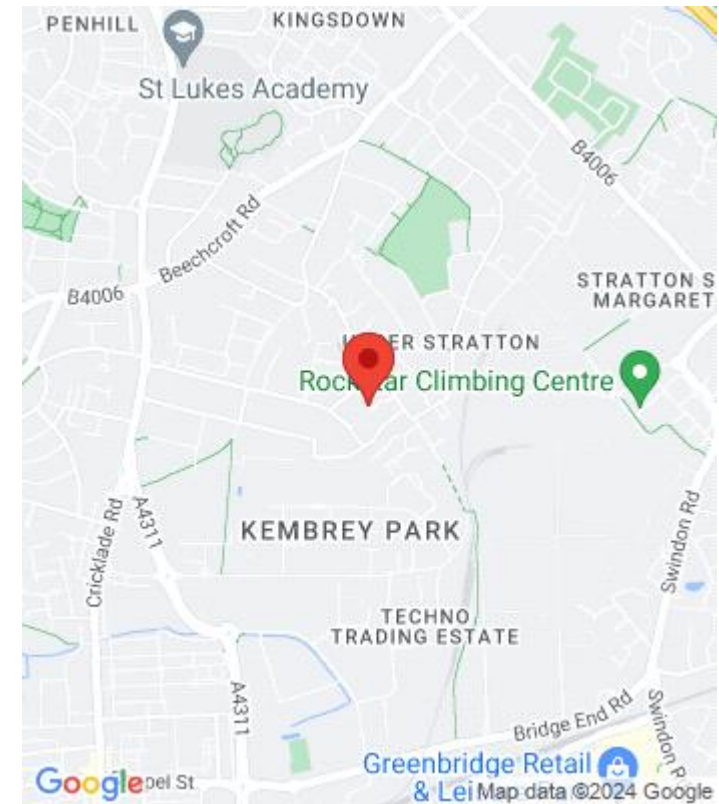 PENHILL
KINGSDOWN
St Lukes Academy
B4006
Beechcroft Rd
B4006
STRATTON S
MARGARET
ER STRATTON
Climbing Centre
Cricklade Rd
A4311
KEMBREY PARK
Swindon Rd
TECHNO
TRADING ESTATE
A4311
Bridge End Rd
Swindon R
Greenbridge Retail
& Lei
Google
pel St
Map data ©2024 Google